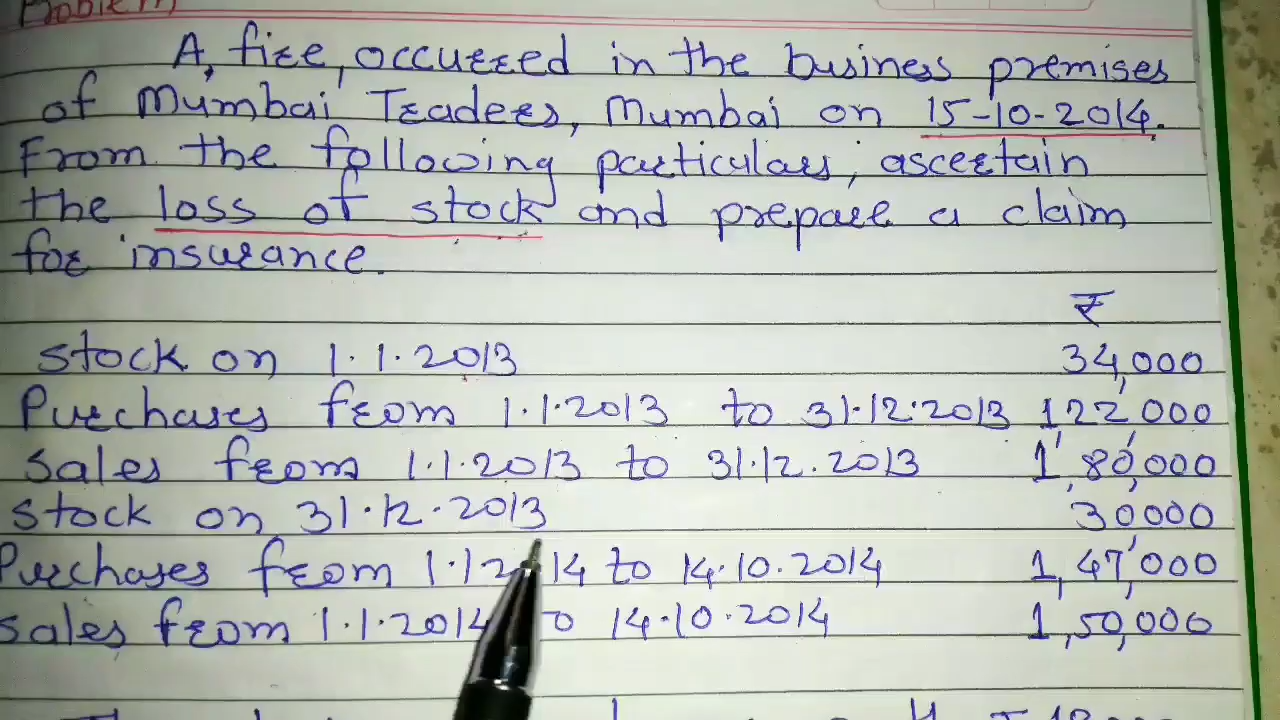 Problem
A fire occurred in the business premises
of Mumbai Traders, Mumbai on 15-10-2014.
From the following particulars, ascertain
the loss of stock and prepare a claim
for insurance.
₹
Stock on 1.1.2013 34,000
Purchases from 1.1.2013 to 31.12.2013 1,22,000
Sales from 1.1.2013 to 31.12.2013 1,80,000
Stock on 31.12.2013 30,000
Purchases from 1.1.2014 to 14.10.2014 1,47,000
Sales from 1.1.2014 to 14.10.2014 1,50,000